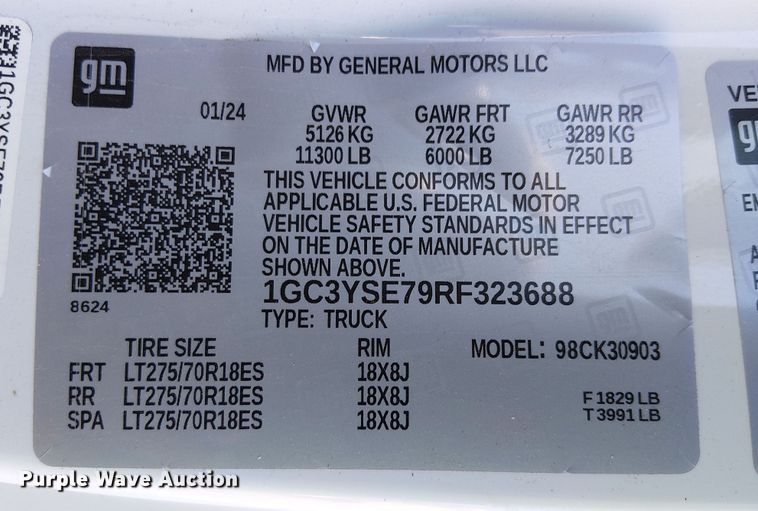 gm
MFD BY GENERAL MOTORS LLC
01/24 GVWR GAWR FRT GAWR RR
5126 KG 2722 KG 3289 KG
11300 LB 6000 LB 7250 LB
THIS VEHICLE CONFORMS TO ALL
APPLICABLE U.S. FEDERAL MOTOR
VEHICLE SAFETY STANDARDS IN EFFECT
ON THE DATE OF MANUFACTURE
SHOWN ABOVE.
8624
1GC3YSE79RF323688
TYPE: TRUCK
TIRE SIZE RIM MODEL: 98CK30903
FRT LT275/70R18ES 18X8J
RR LT275/70R18ES 18X8J F 1829 LB
SPA LT275/70R18ES 18X8J T 3991 LB
VE
Purple Wave Auction